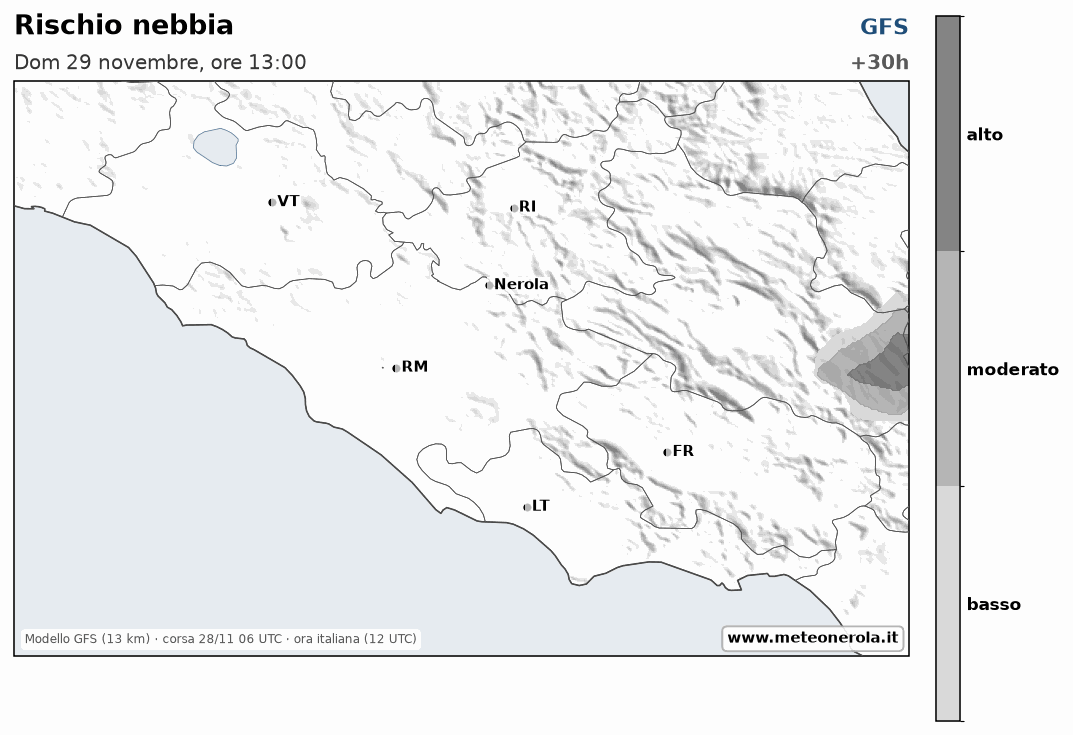 Rischio nebbia
GFS
Dom 29 novembre, ore 13:00
+30h
alto
VT
RI
Nerola
RM
moderato
FR
LT
basso
Modello GFS (13 km) · corsa 28/11 06 UTC · ora italiana (12 UTC)
www.meteonerola.it